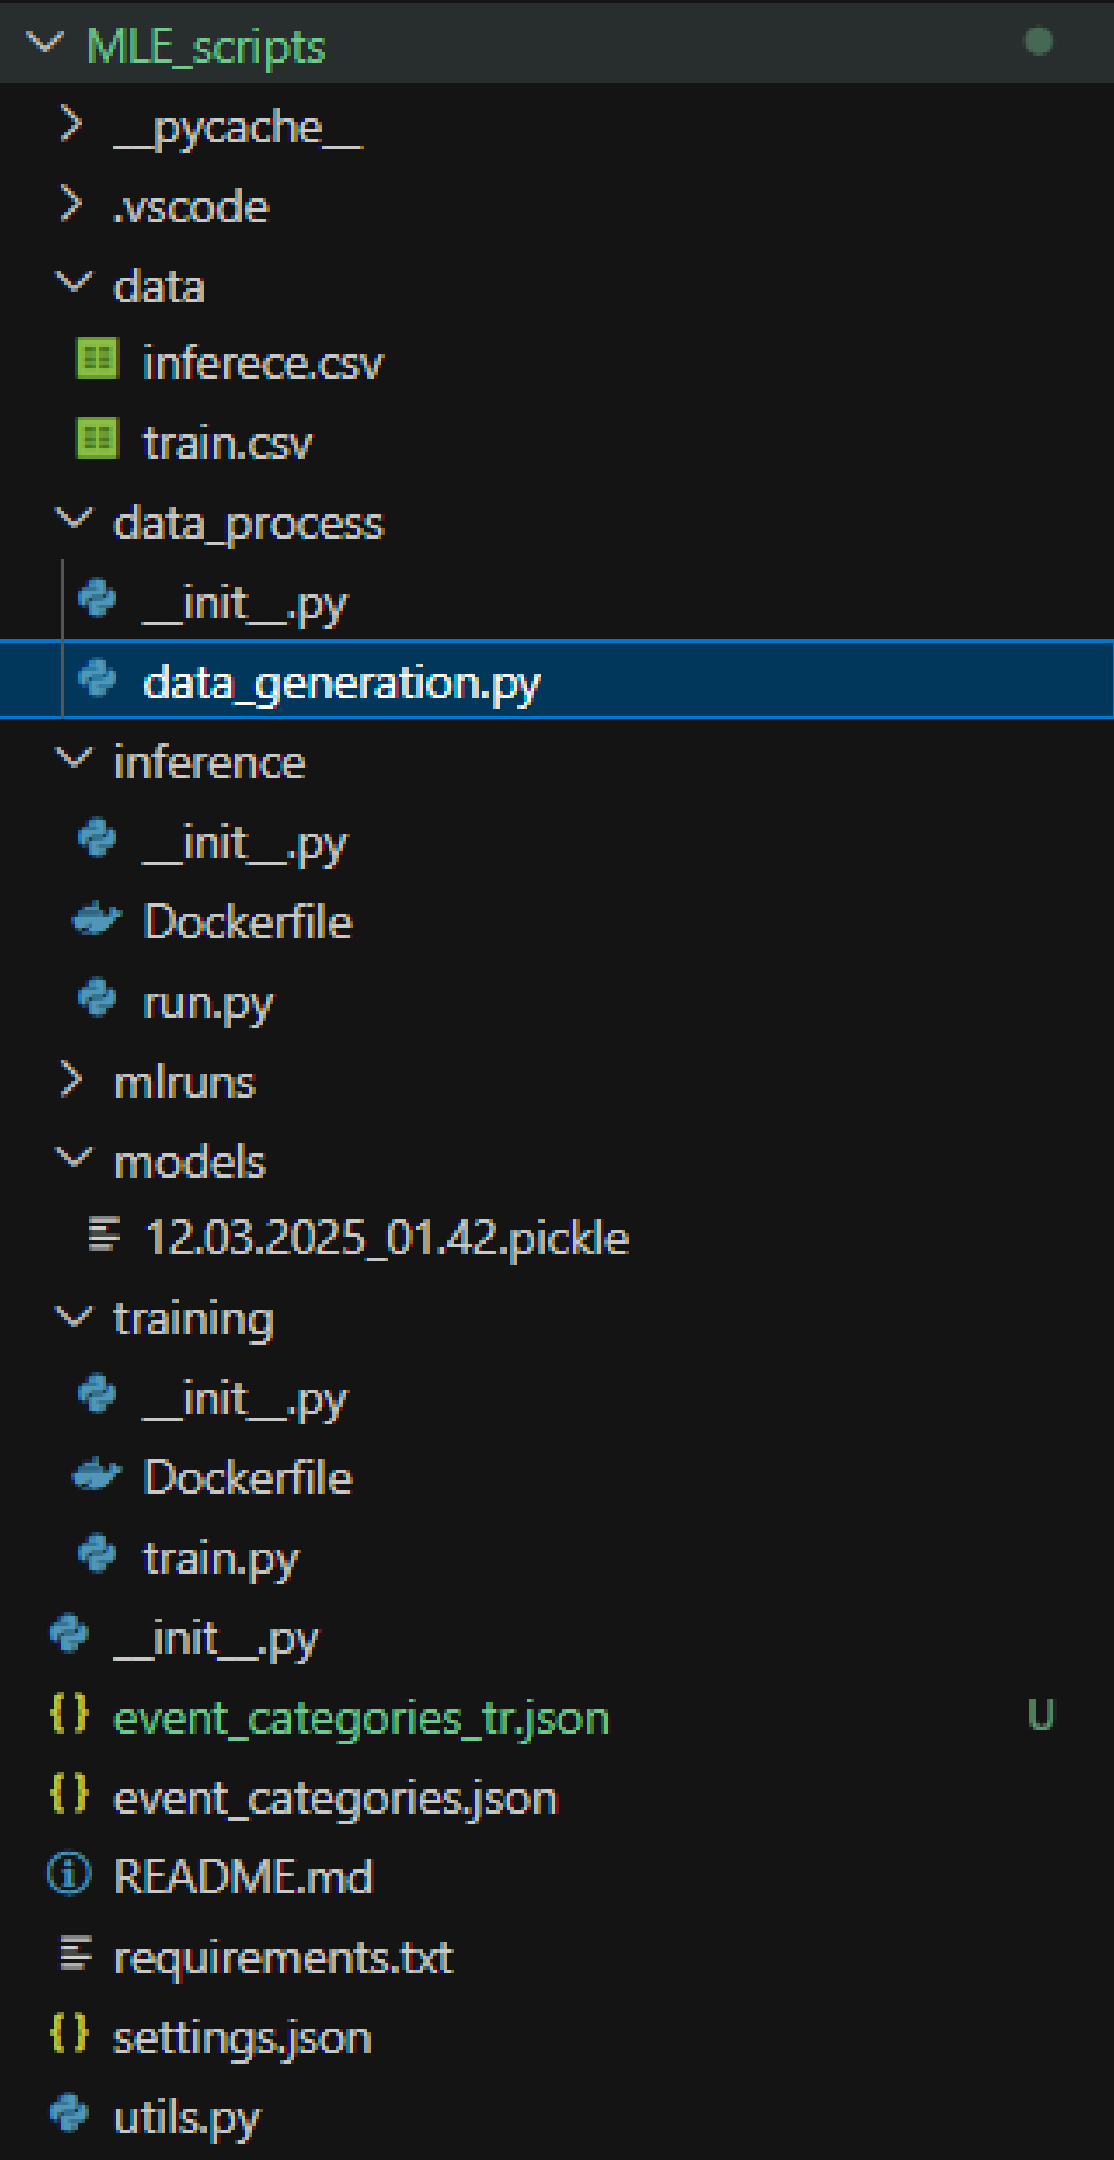 MLE_scripts
__pycache__
.vscode
data
inferece.csv
train.csv
data_process
__init__.py
data_generation.py
inference
__init__.py
Dockerfile
run.py
mlruns
models
12.03.2025_01.42.pickle
training
__init__.py
Dockerfile
train.py
__init__.py
event_categories_tr.json U
event_categories.json
README.md
requirements.txt
settings.json
utils.py